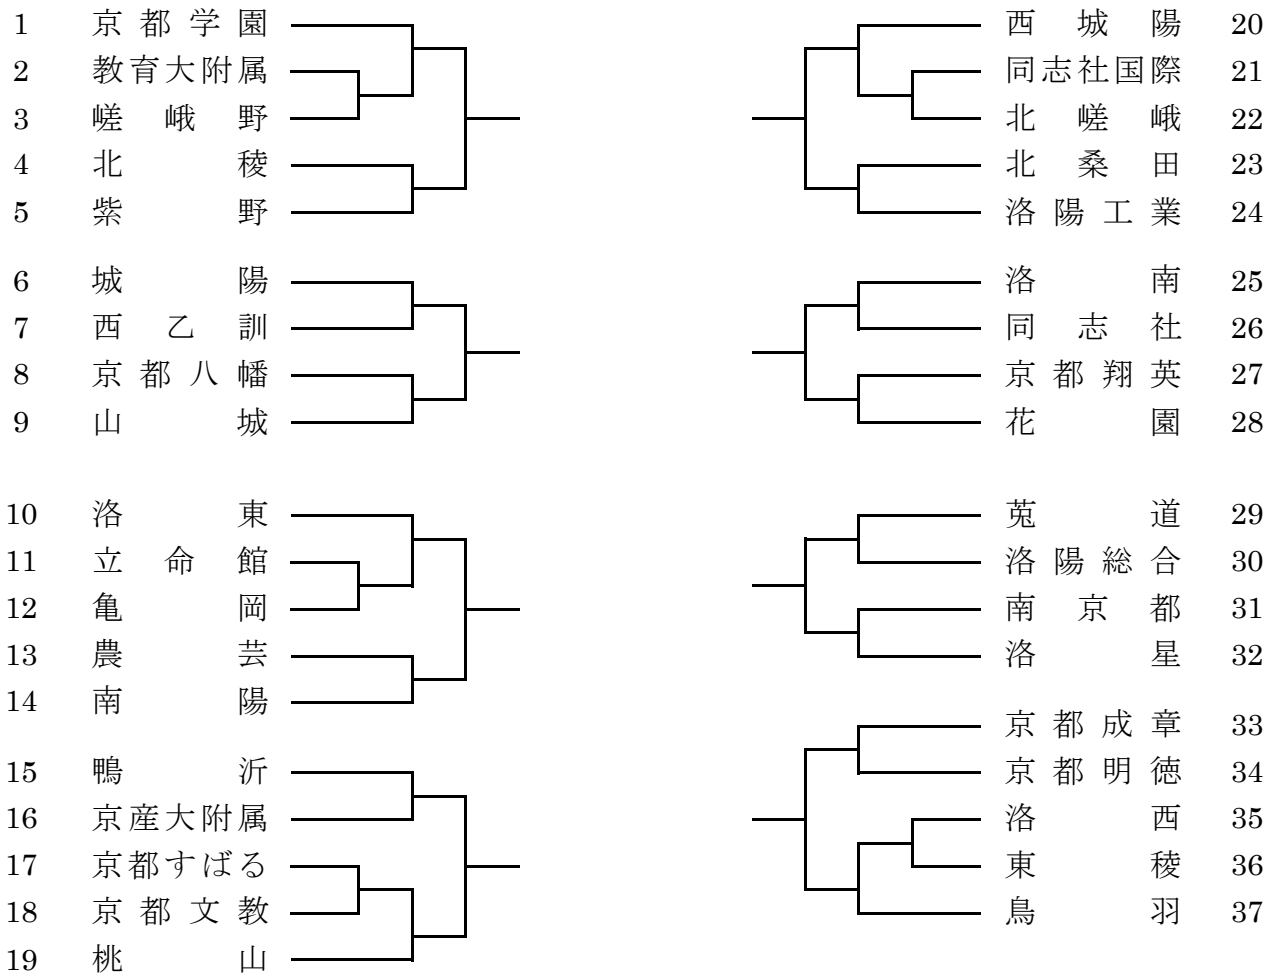 1 京都学園
2 教育大附属
3 嵯峨野
4 北稜
5 紫野
6 城陽
7 西乙訓
8 京都八幡
9 山城
10 洛東
11 立命館
12 亀岡
13 農芸
14 南陽
15 鴨沂
16 京産大附属
17 京都すばる
18 京都文教
19 桃山
西城陽 20
同志社国際 21
北嵯峨 22
北桑田 23
洛陽工業 24
洛南 25
同志社 26
京都翔英 27
花園 28
莵道 29
洛陽総合 30
南京都 31
洛星 32
京都成章 33
京都明徳 34
洛西 35
東稜 36
鳥羽 37